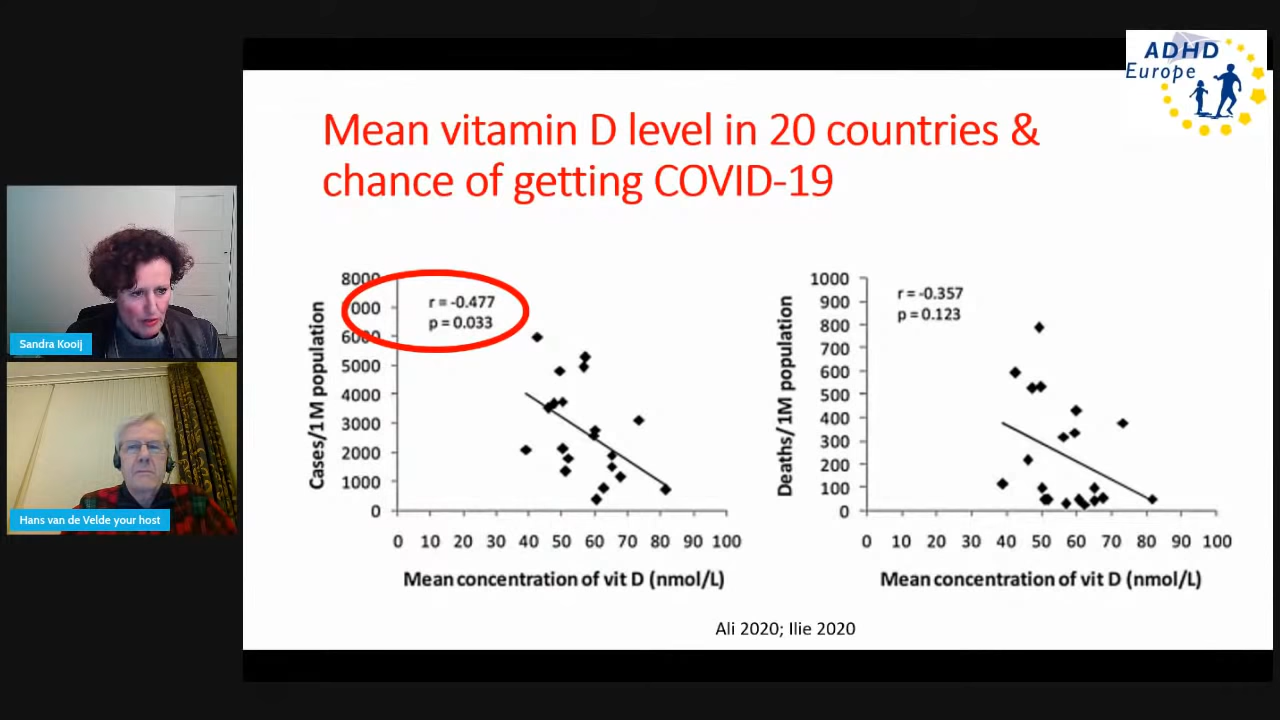 ADHD
Europe
Mean vitamin D level in 20 countries &
chance of getting COVID-19
Sandra Kooij
Hans van de Velde your host
Cases/1M population
8000
000
6000
5000
4000
3000
2000
1000
0
r = -0.477
p = 0.033
0 10 20 30 40 50 60 70 80 90 100
Mean concentration of vit D (nmol/L)
Deaths/1M population
1000
900
800
700
600
500
400
300
200
100
0
r = -0.357
p = 0.123
0 10 20 30 40 50 60 70 80 90 100
Mean concentration of vit D (nmol/L)
Ali 2020; Ilie 2020